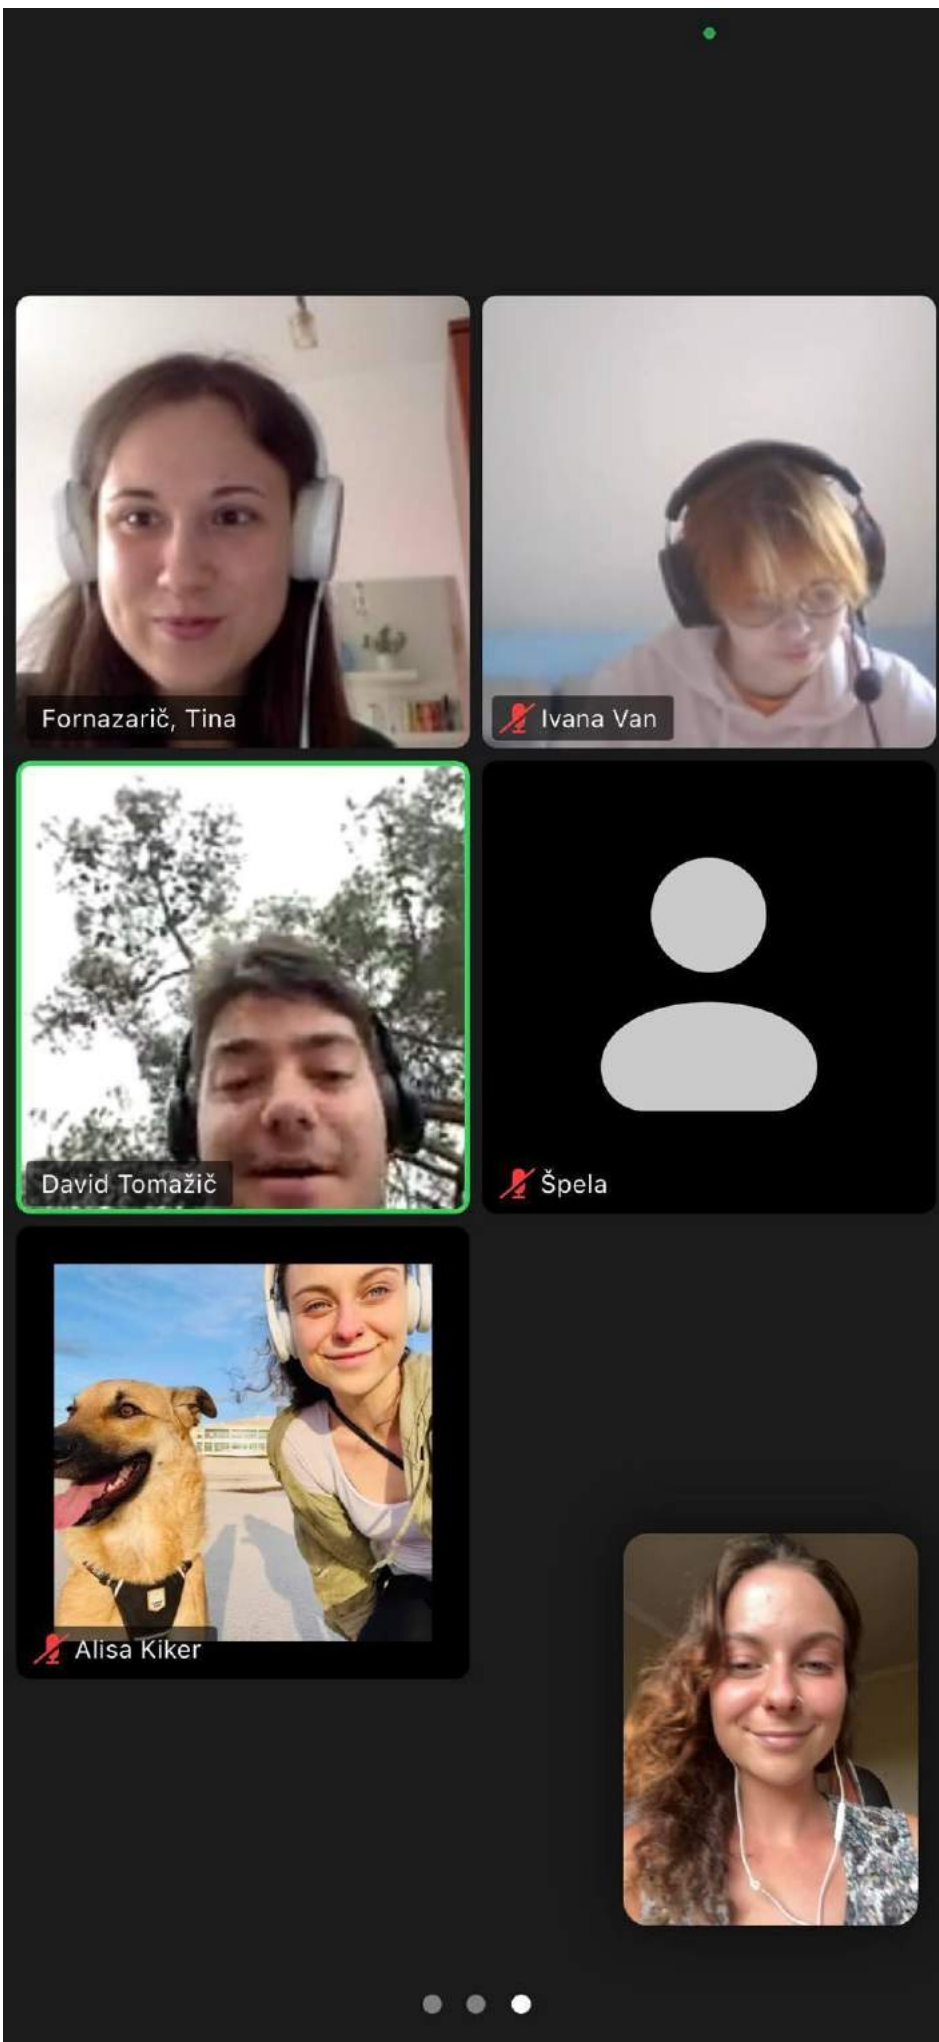 Fornazarič, Tina
Ivana Van
David Tomažič
Špela
Alisa Kiker